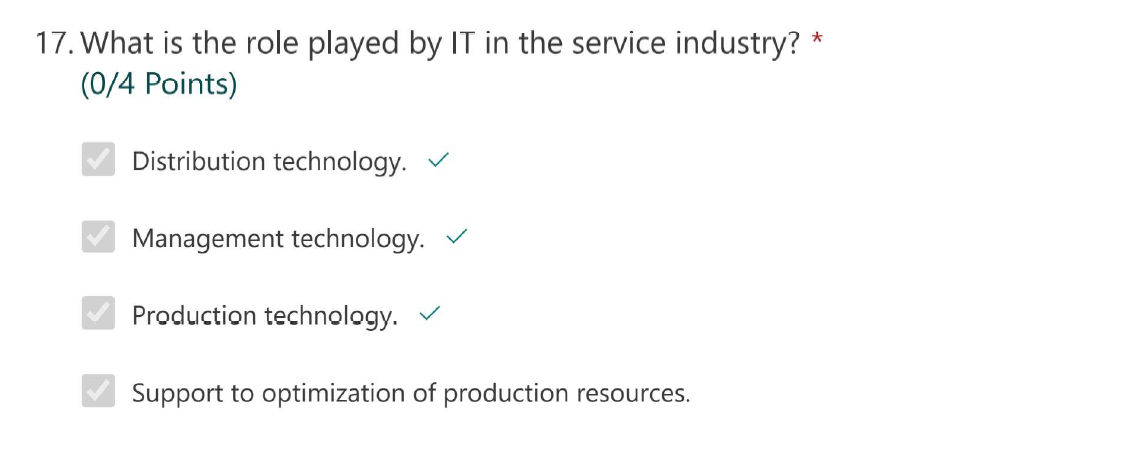 17. What is the role played by IT in the service industry? *
(0/4 Points)
Distribution technology.
Management technology.
Production technology.
Support to optimization of production resources.